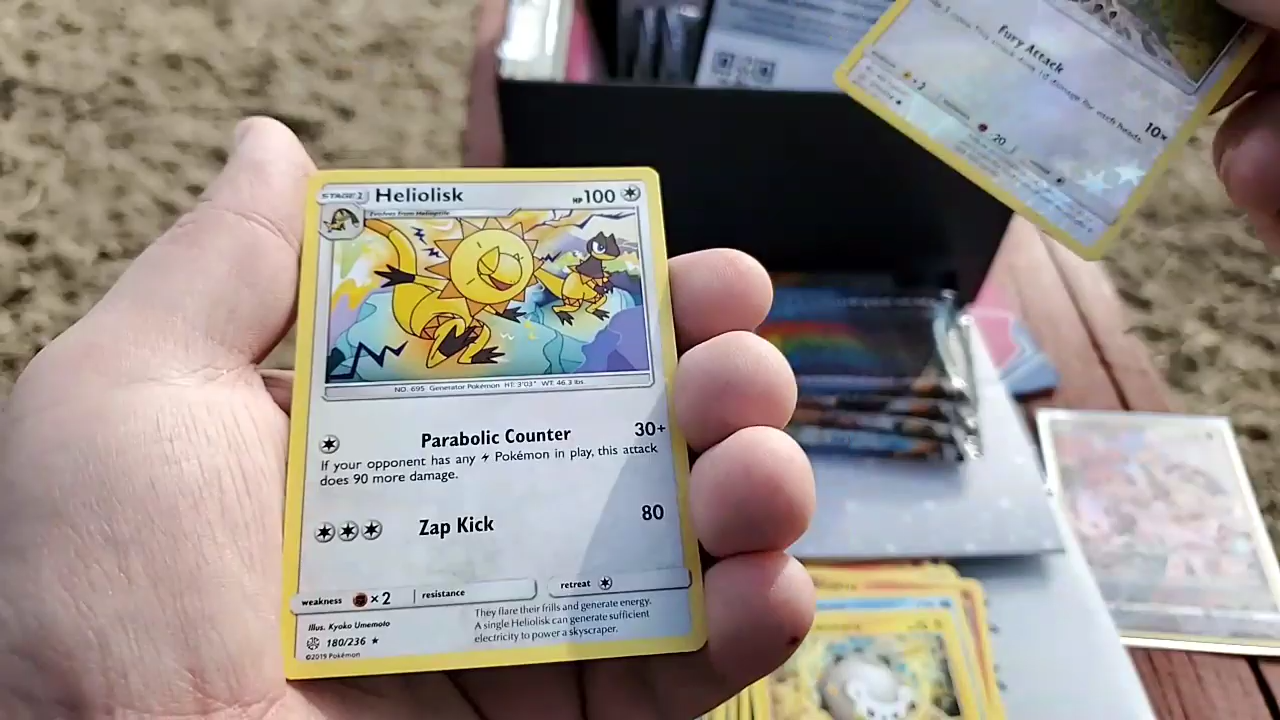 Fury Attack
10×
×2
-20
STAGE 1 Heliolisk HP 100
Evolves from Helioptile
NO. 695 Generator Pokémon HT: 3'03" WT: 46.3 lbs.
Parabolic Counter 30+
If your opponent has any Pokémon in play, this attack
does 90 more damage.
Zap Kick 80
weakness ×2 resistance retreat
Illus. Kyoko Umemoto
180/236 ★
©2019 Pokémon
They flare their frills and generate energy.
A single Heliolisk can generate sufficient
electricity to power a skyscraper.